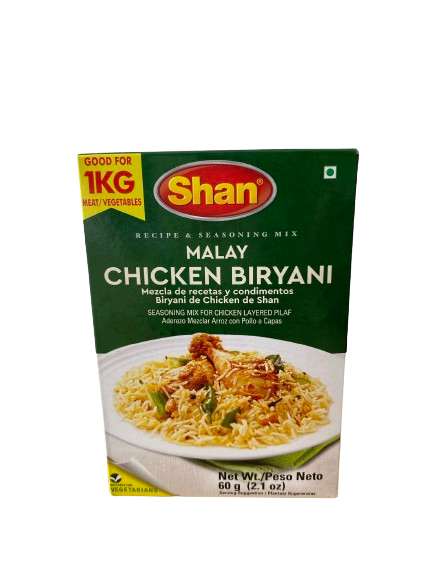 GOOD FOR
1KG
MEAT/ VEGETABLES
Shan®
RECIPE & SEASONING MIX
MALAY
CHICKEN BIRYANI
Mezcla de recetas y condimentos
Biryani de Chicken de Shan
SEASONING MIX FOR CHICKEN LAYERED PILAF
Aderezo Mezclar Arroz con Pollo a Capas
Net Wt./Peso Neto
60 g (2.1 oz)
Serving Suggestion /
VEGETARIANS